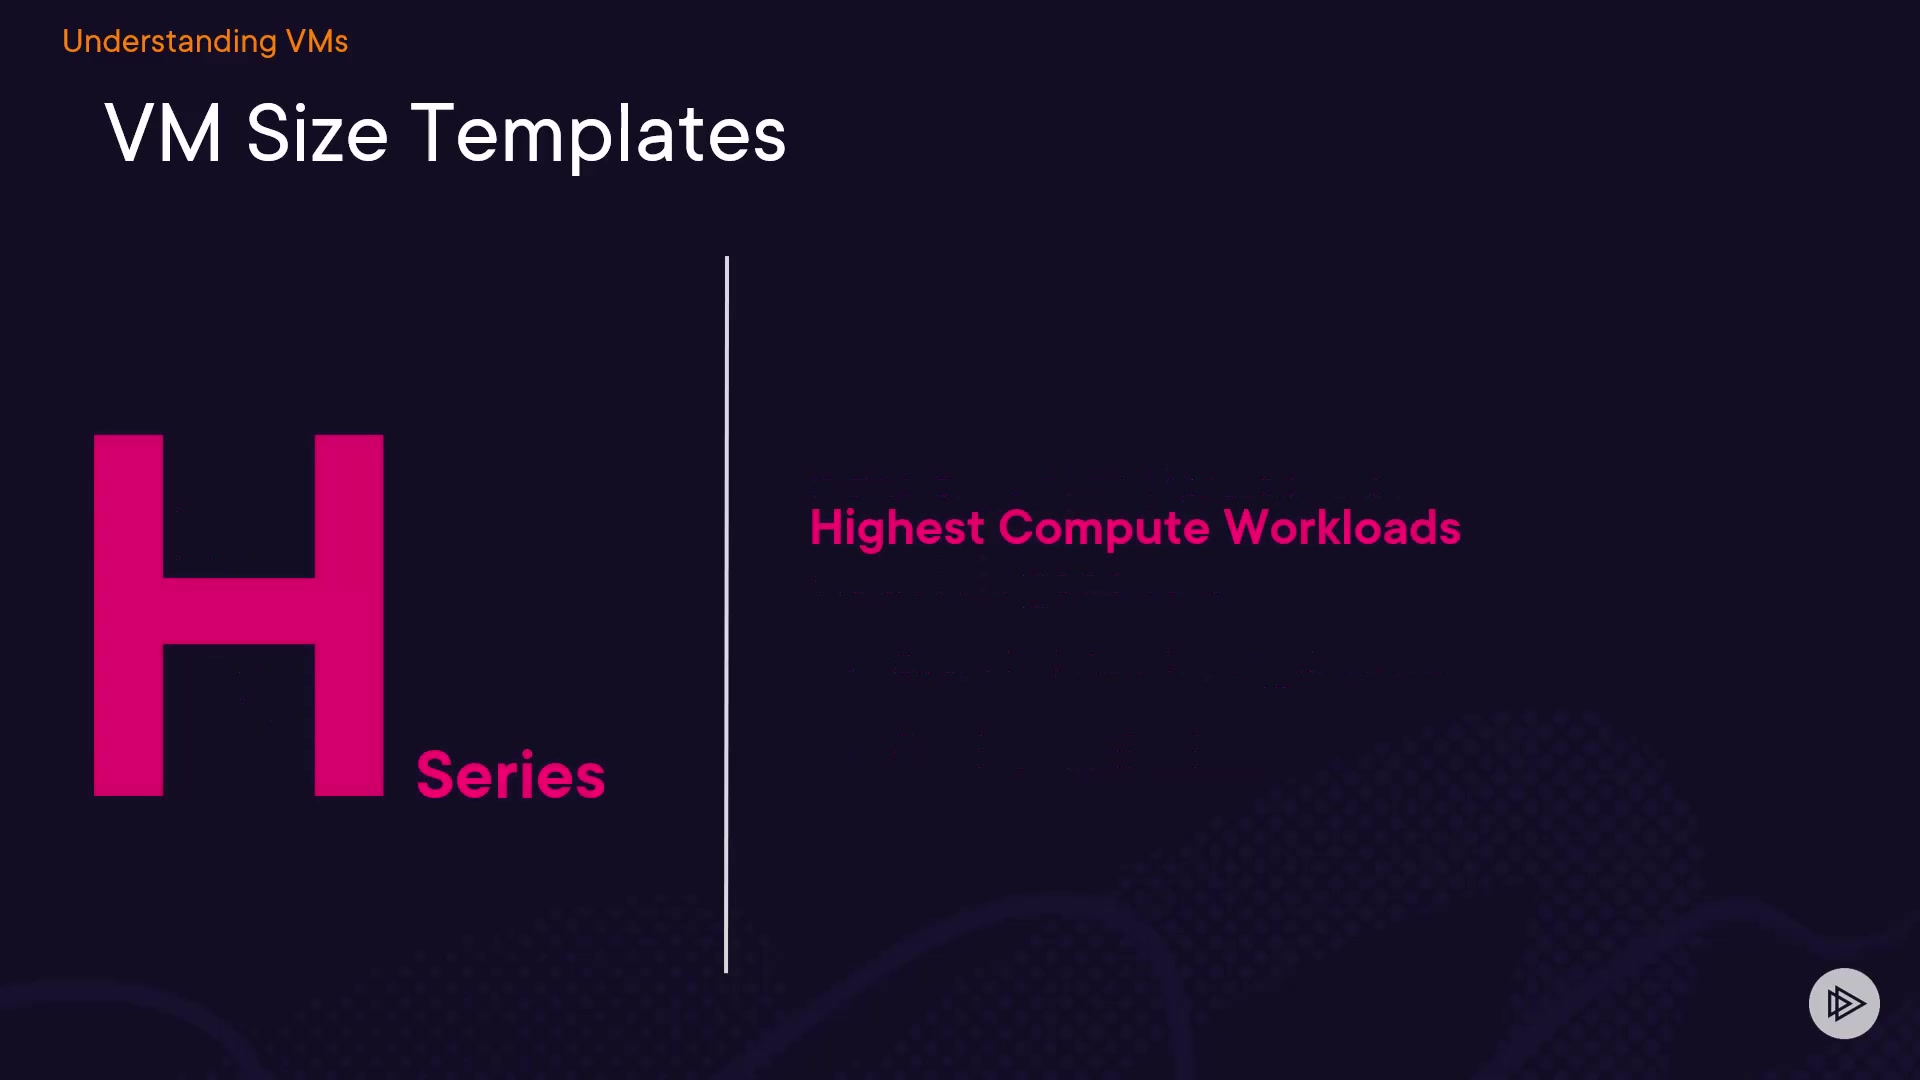 Understanding VMs
VM Size Templates
H Series
Highest Compute Workloads